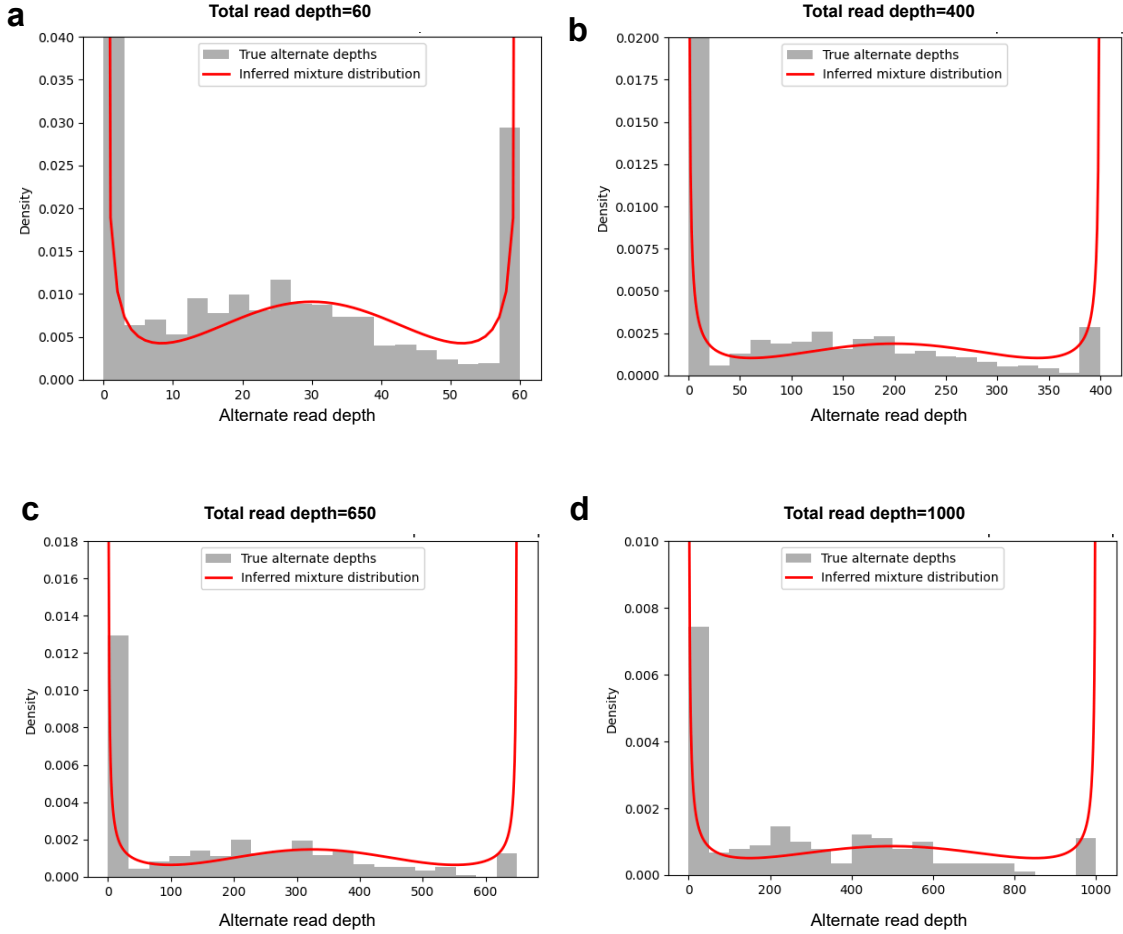 a
Total read depth=60
True alternate depths
Inferred mixture distribution
0.040
0.035
0.030
0.025
0.020
0.015
0.010
0.005
0.000
Density
0 10 20 30 40 50 60
Alternate read depth
b
Total read depth=400
True alternate depths
Inferred mixture distribution
0.0200
0.0175
0.0150
0.0125
0.0100
0.0075
0.0050
0.0025
0.0000
Density
0 50 100 150 200 250 300 350 400
Alternate read depth
c
Total read depth=650
True alternate depths
Inferred mixture distribution
0.018
0.016
0.014
0.012
0.010
0.008
0.006
0.004
0.002
0.000
Density
0 100 200 300 400 500 600
Alternate read depth
d
Total read depth=1000
True alternate depths
Inferred mixture distribution
0.010
0.008
0.006
0.004
0.002
0.000
Density
0 200 400 600 800 1000
Alternate read depth